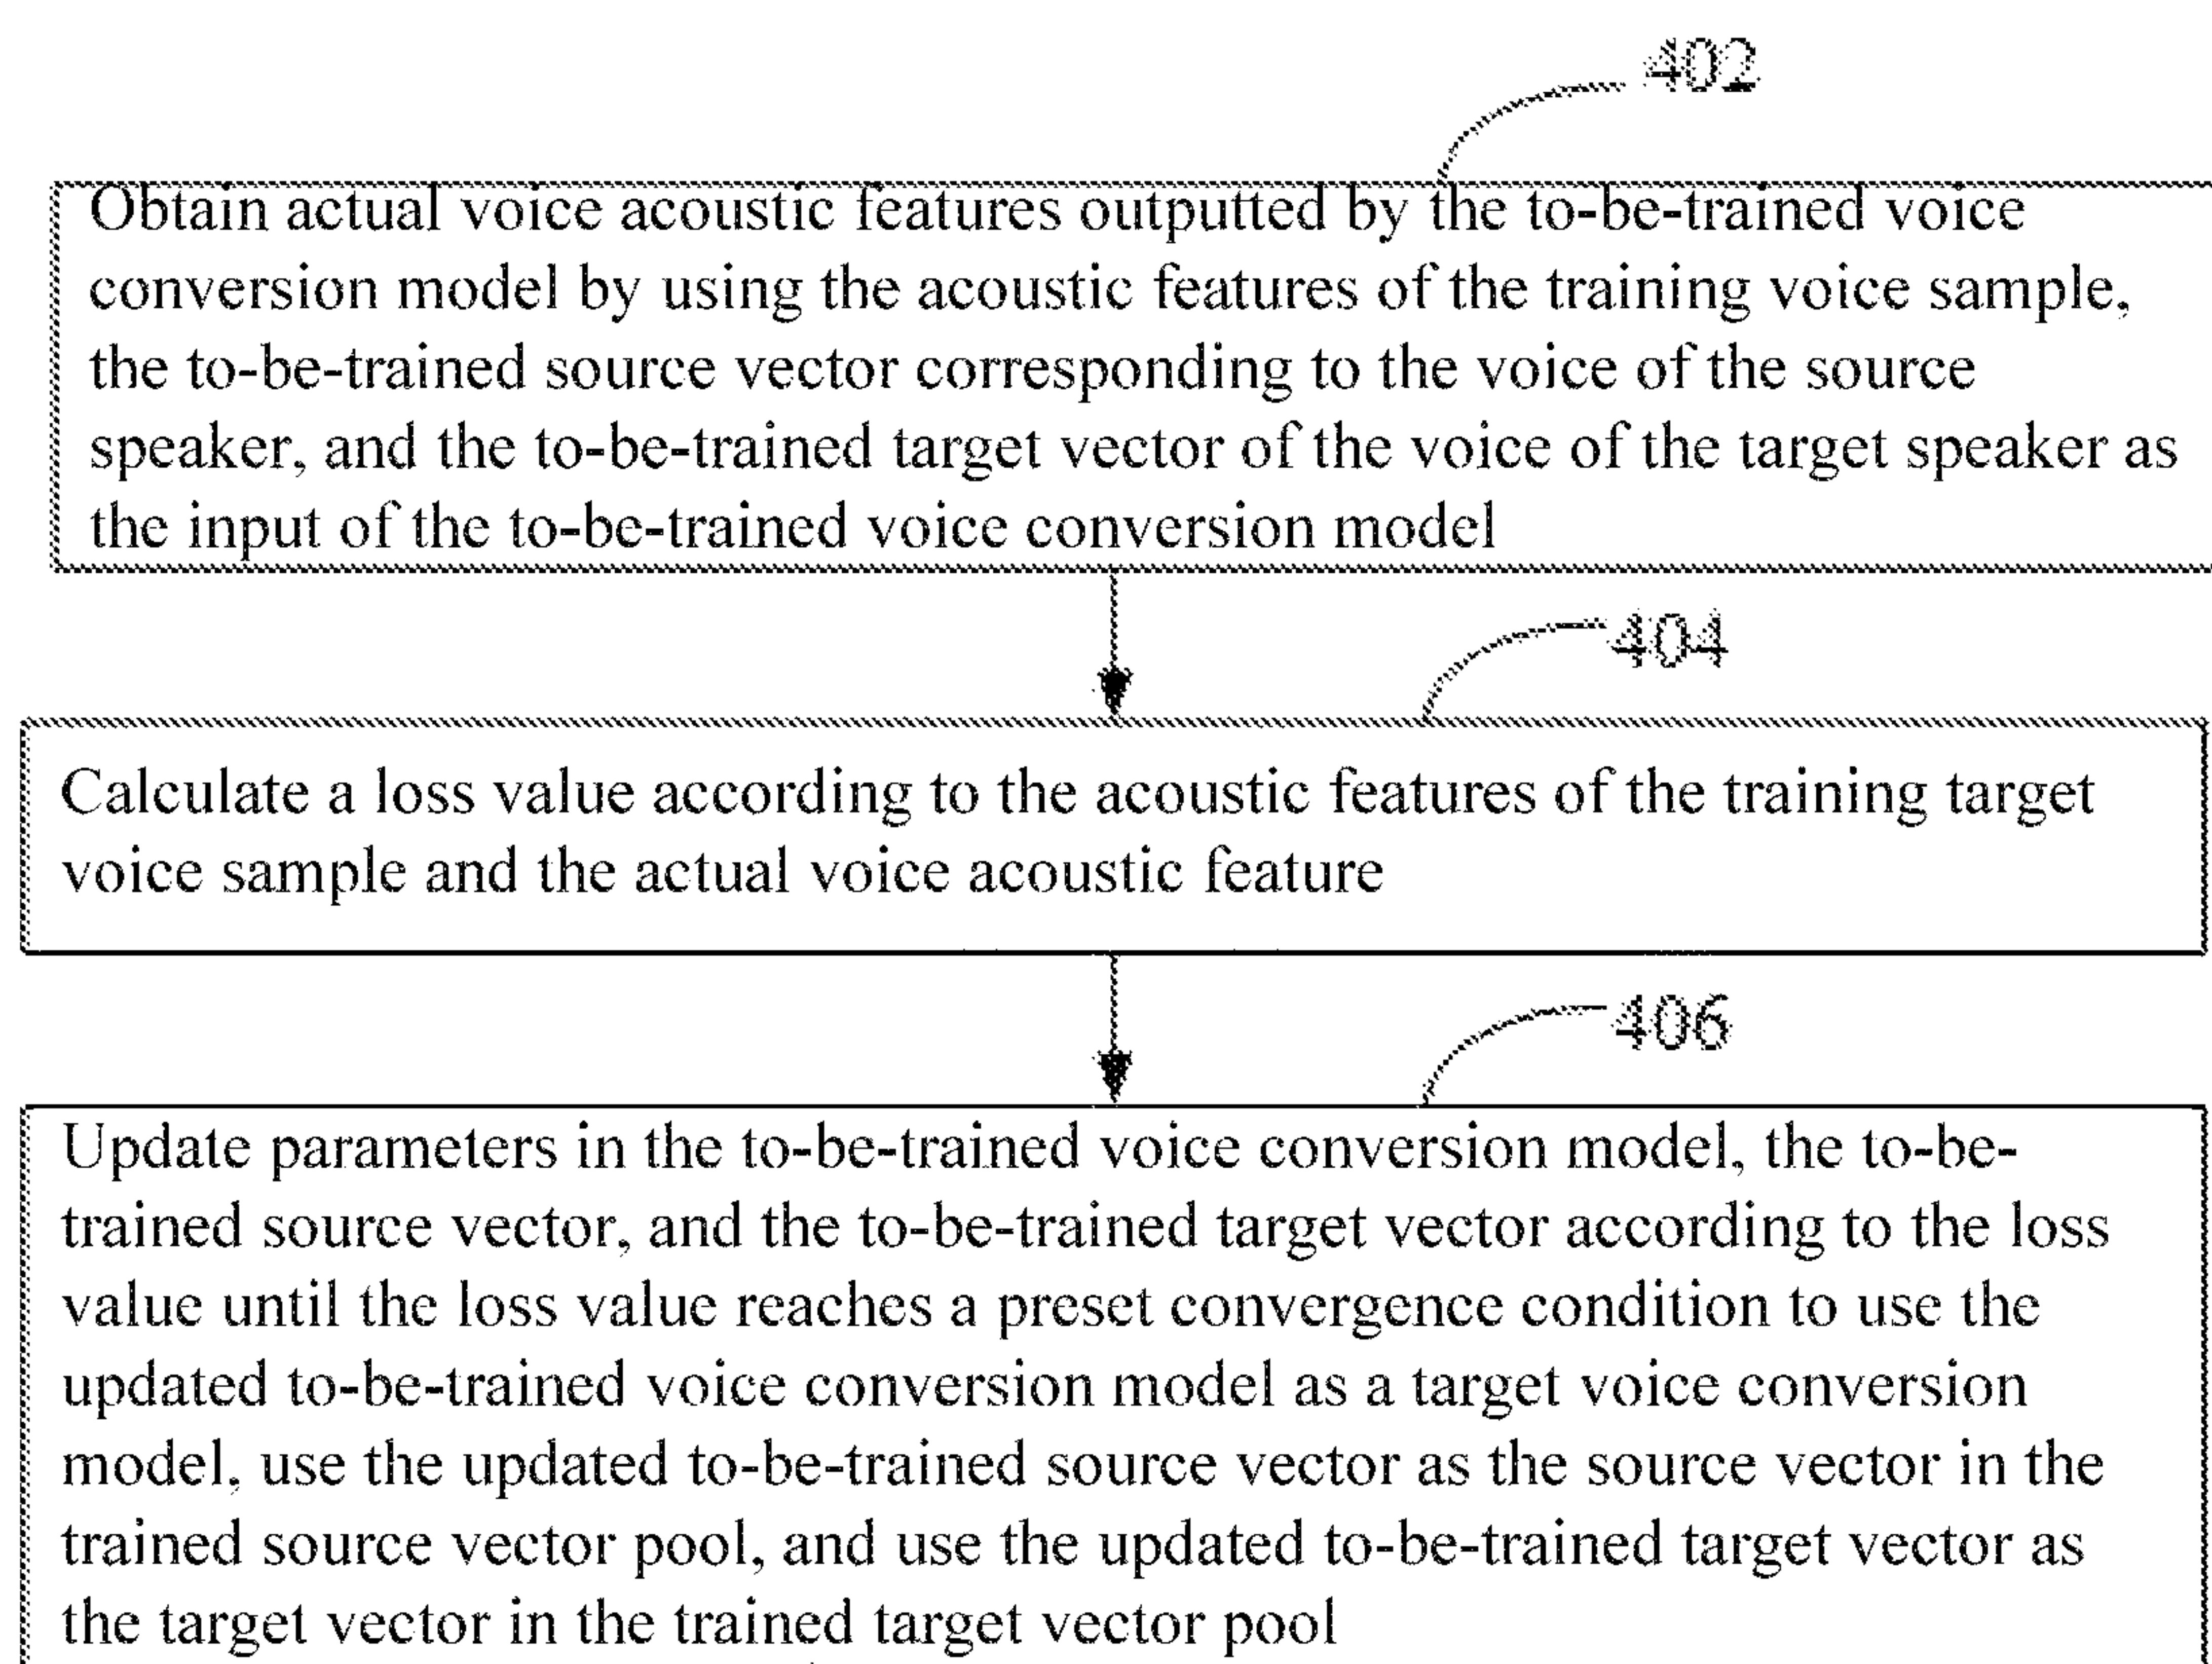 402
Obtain actual voice acoustic features outputted by the to-be-trained voice
conversion model by using the acoustic features of the training voice sample,
the to-be-trained source vector corresponding to the voice of the source
speaker, and the to-be-trained target vector of the voice of the target speaker as
the input of the to-be-trained voice conversion model
404
Calculate a loss value according to the acoustic features of the training target
voice sample and the actual voice acoustic feature
406
Update parameters in the to-be-trained voice conversion model, the to-be-
trained source vector, and the to-be-trained target vector according to the loss
value until the loss value reaches a preset convergence condition to use the
updated to-be-trained voice conversion model as a target voice conversion
model, use the updated to-be-trained source vector as the source vector in the
trained source vector pool, and use the updated to-be-trained target vector as
the target vector in the trained target vector pool